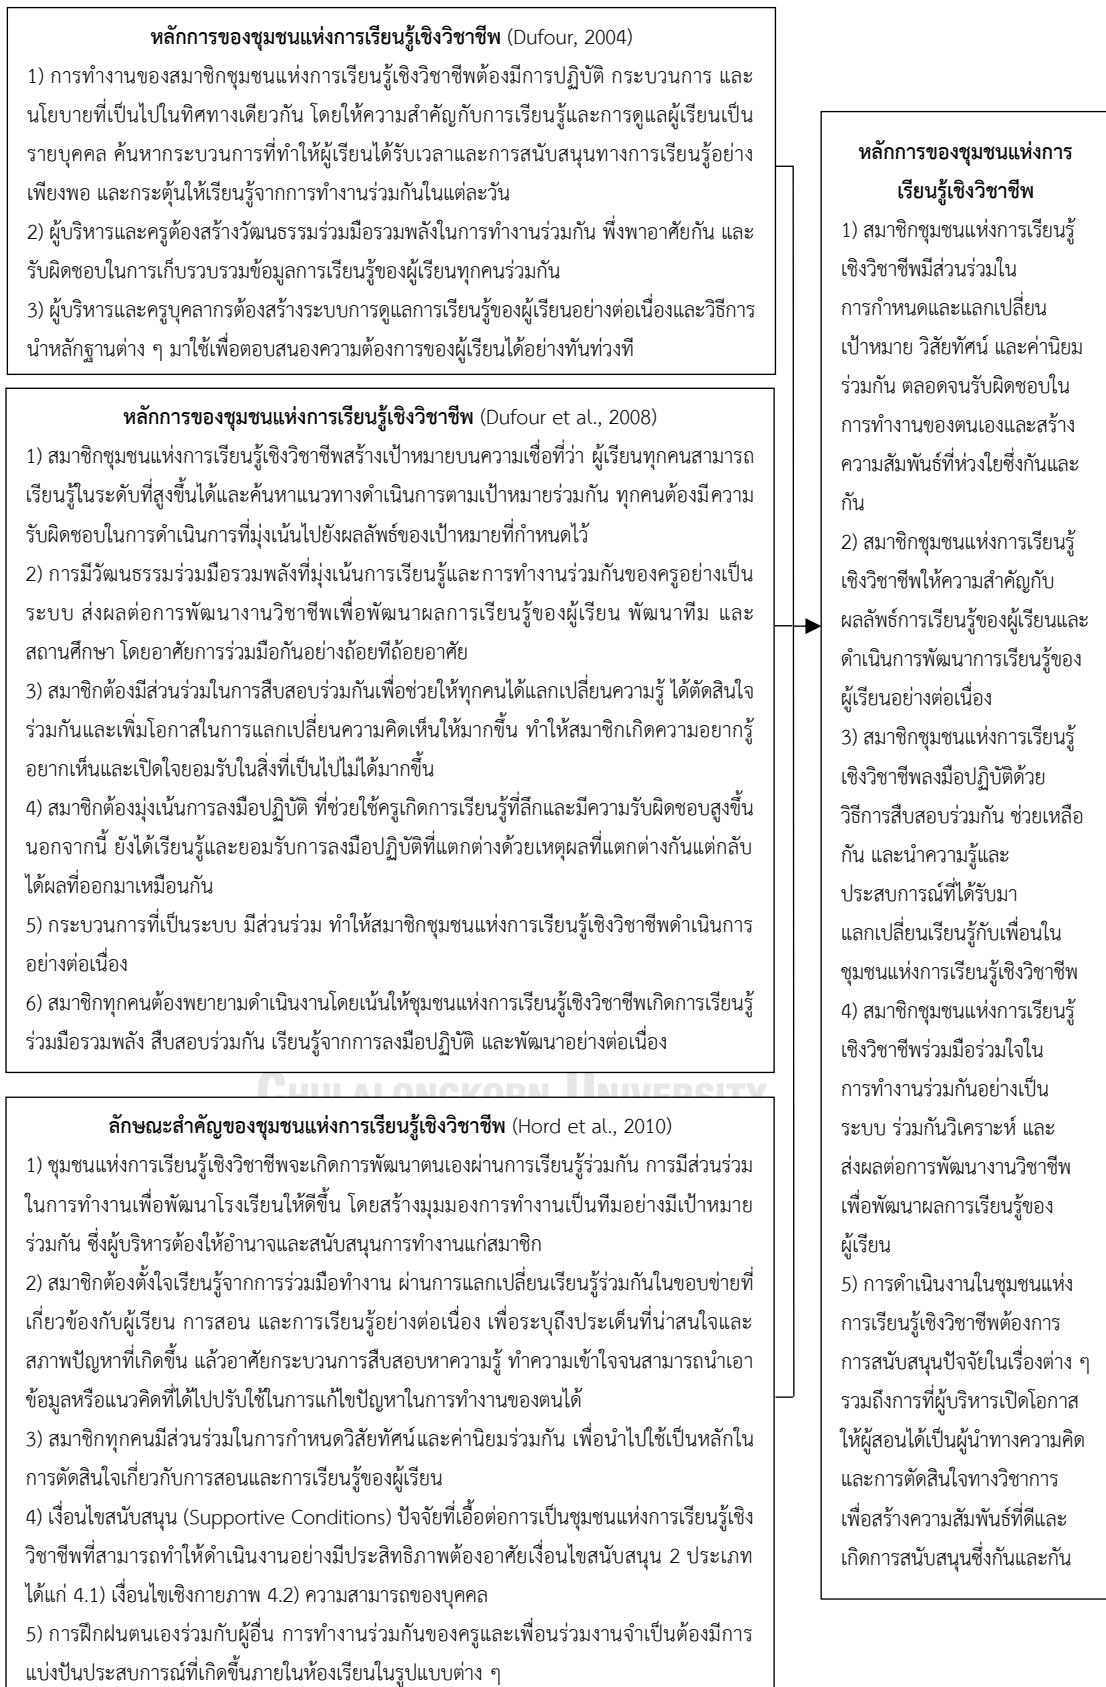 หลักการของชุมชนแห่งการเรียนรู้เชิงวิชาชีพ (Dufour, 2004)
1) การทำงานของสมาชิกชุมชนแห่งการเรียนรู้เชิงวิชาชีพต้องมีการปฏิบัติ กระบวนการ และ
นโยบายที่เป็นไปในทิศทางเดียวกัน โดยให้ความสำคัญกับการเรียนรู้และการดูแลผู้เรียนเป็น
รายบุคคล ค้นหากระบวนการที่ทำให้ผู้เรียนได้รับเวลาและการสนับสนุนทางการเรียนรู้อย่าง
เพียงพอ และกระตุ้นให้เรียนรู้จากการทำงานร่วมกันในแต่ละวัน
2) ผู้บริหารและครูต้องสร้างวัฒนธรรมร่วมมือรวมพลังในการทำงานร่วมกัน พึ่งพาอาศัยกัน และ
รับผิดชอบในการเก็บรวบรวมข้อมูลการเรียนรู้ของผู้เรียนทุกคนร่วมกัน
3) ผู้บริหารและครูบุคลากรต้องสร้างระบบการดูแลการเรียนรู้ของผู้เรียนอย่างต่อเนื่องและวิธีการ
นำหลักฐานต่าง ๆ มาใช้เพื่อตอบสนองความต้องการของผู้เรียนได้อย่างทันท่วงที
หลักการของชุมชนแห่งการเรียนรู้เชิงวิชาชีพ (Dufour et al., 2008)
1) สมาชิกชุมชนแห่งการเรียนรู้เชิงวิชาชีพสร้างเป้าหมายบนความเชื่อที่ว่า ผู้เรียนทุกคนสามารถ
เรียนรู้ในระดับที่สูงขึ้นได้และค้นหาแนวทางดำเนินการตามเป้าหมายร่วมกัน ทุกคนต้องมีความ
รับผิดชอบในการดำเนินการที่มุ่งเน้นไปยังผลลัพธ์ของเป้าหมายที่กำหนดไว้
2) การมีวัฒนธรรมร่วมมือรวมพลังที่มุ่งเน้นการเรียนรู้และการทำงานร่วมกันของครูอย่างเป็น
ระบบ ส่งผลต่อการพัฒนางานวิชาชีพเพื่อพัฒนาผลการเรียนรู้ของผู้เรียน พัฒนาทีม และ
สถานศึกษา โดยอาศัยการร่วมมือกันอย่างถ้อยทีถ้อยอาศัย
3) สมาชิกต้องมีส่วนร่วมในการสืบสอบร่วมกันเพื่อช่วยให้ทุกคนได้แลกเปลี่ยนความรู้ ได้ตัดสินใจ
ร่วมกันและเพิ่มโอกาสในการแลกเปลี่ยนความคิดเห็นให้มากขึ้น ทำให้สมาชิกเกิดความอยากรู้
อยากเห็นและเปิดใจยอมรับในสิ่งที่เป็นไปไม่ได้มากขึ้น
4) สมาชิกต้องมุ่งเน้นการลงมือปฏิบัติ ที่ช่วยใช้ครูเกิดการเรียนรู้ที่ลึกและมีความรับผิดชอบสูงขึ้น
นอกจากนี้ ยังได้เรียนรู้และยอมรับการลงมือปฏิบัติที่แตกต่างด้วยเหตุผลที่แตกต่างกันแต่กลับ
ได้ผลที่ออกมาเหมือนกัน
5) กระบวนการที่เป็นระบบ มีส่วนร่วม ทำให้สมาชิกชุมชนแห่งการเรียนรู้เชิงวิชาชีพดำเนินการ
อย่างต่อเนื่อง
6) สมาชิกทุกคนต้องพยายามดำเนินงานโดยเน้นให้ชุมชนแห่งการเรียนรู้เชิงวิชาชีพเกิดการเรียนรู้
ร่วมมือรวมพลัง สืบสอบร่วมกัน เรียนรู้จากการลงมือปฏิบัติ และพัฒนาอย่างต่อเนื่อง
CHULALONGKORN UNIVERSITY
ลักษณะสำคัญของชุมชนแห่งการเรียนรู้เชิงวิชาชีพ (Hord et al., 2010)
1) ชุมชนแห่งการเรียนรู้เชิงวิชาชีพจะเกิดการพัฒนาตนเองผ่านการเรียนรู้ร่วมกัน การมีส่วนร่วม
ในการทำงานเพื่อพัฒนาโรงเรียนให้ดีขึ้น โดยสร้างมุมมองการทำงานเป็นทีมอย่างมีเป้าหมาย
ร่วมกัน ซึ่งผู้บริหารต้องให้อำนาจและสนับสนุนการทำงานแก่สมาชิก
2) สมาชิกต้องตั้งใจเรียนรู้จากการร่วมมือทำงาน ผ่านการแลกเปลี่ยนเรียนรู้ร่วมกันในขอบข่ายที่
เกี่ยวข้องกับผู้เรียน การสอน และการเรียนรู้อย่างต่อเนื่อง เพื่อระบุถึงประเด็นที่น่าสนใจและ
สภาพปัญหาที่เกิดขึ้น แล้วอาศัยกระบวนการสืบสอบหาความรู้ ทำความเข้าใจจนสามารถนำเอา
ข้อมูลหรือแนวคิดที่ได้ไปปรับใช้ในการแก้ไขปัญหาในการทำงานของตนได้
3) สมาชิกทุกคนมีส่วนร่วมในการกำหนดวิสัยทัศน์และค่านิยมร่วมกัน เพื่อนำไปใช้เป็นหลักใน
การตัดสินใจเกี่ยวกับการสอนและการเรียนรู้ของผู้เรียน
4) เงื่อนไขสนับสนุน (Supportive Conditions) ปัจจัยที่เอื้อต่อการเป็นชุมชนแห่งการเรียนรู้เชิง
วิชาชีพที่สามารถทำให้ดำเนินงานอย่างมีประสิทธิภาพต้องอาศัยเงื่อนไขสนับสนุน 2 ประเภท
ได้แก่ 4.1) เงื่อนไขเชิงกายภาพ 4.2) ความสามารถของบุคคล
5) การฝึกฝนตนเองร่วมกับผู้อื่น การทำงานร่วมกันของครูและเพื่อนร่วมงานจำเป็นต้องมีการ
แบ่งปันประสบการณ์ที่เกิดขึ้นภายในห้องเรียนในรูปแบบต่าง ๆ
หลักการของชุมชนแห่งการ
เรียนรู้เชิงวิชาชีพ
1) สมาชิกชุมชนแห่งการเรียนรู้
เชิงวิชาชีพมีส่วนร่วมใน
การกำหนดและแลกเปลี่ยน
เป้าหมาย วิสัยทัศน์ และค่านิยม
ร่วมกัน ตลอดจนรับผิดชอบใน
การทำงานของตนเองและสร้าง
ความสัมพันธ์ที่ห่วงใยซึ่งกันและ
กัน
2) สมาชิกชุมชนแห่งการเรียนรู้
เชิงวิชาชีพให้ความสำคัญกับ
ผลลัพธ์การเรียนรู้ของผู้เรียนและ
ดำเนินการพัฒนาการเรียนรู้ของ
ผู้เรียนอย่างต่อเนื่อง
3) สมาชิกชุมชนแห่งการเรียนรู้
เชิงวิชาชีพลงมือปฏิบัติด้วย
วิธีการสืบสอบร่วมกัน ช่วยเหลือ
กัน และนำความรู้และ
ประสบการณ์ที่ได้รับมา
แลกเปลี่ยนเรียนรู้กับเพื่อนใน
ชุมชนแห่งการเรียนรู้เชิงวิชาชีพ
4) สมาชิกชุมชนแห่งการเรียนรู้
เชิงวิชาชีพร่วมมือร่วมใจใน
การทำงานร่วมกันอย่างเป็น
ระบบ ร่วมกันวิเคราะห์ และ
ส่งผลต่อการพัฒนางานวิชาชีพ
เพื่อพัฒนาผลการเรียนรู้ของ
ผู้เรียน
5) การดำเนินงานในชุมชนแห่ง
การเรียนรู้เชิงวิชาชีพต้องการ
การสนับสนุนปัจจัยในเรื่องต่าง ๆ
รวมถึงการที่ผู้บริหารเปิดโอกาส
ให้ผู้สอนได้เป็นผู้นำทางความคิด
และการตัดสินใจทางวิชาการ
เพื่อสร้างความสัมพันธ์ที่ดีและ
เกิดการสนับสนุนซึ่งกันและกัน